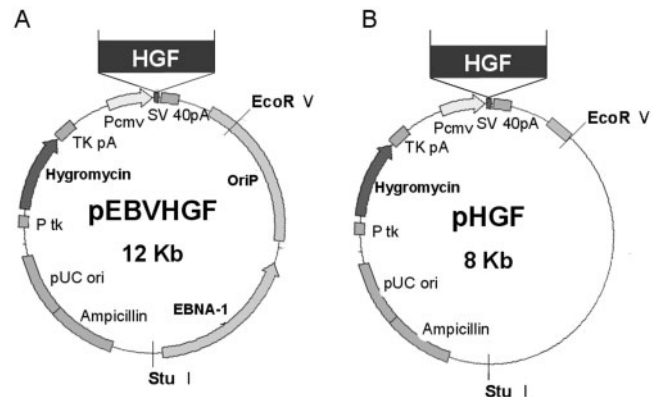 A
HGF
Pcmv
SV 40pA
EcoR V
TK pA
Hygromycin
OriP
pEBVHGF
12 Kb
P tk
pUC ori
Ampicillin
EBNA-1
Stu I
B
HGF
Pcmv
SV 40pA
EcoR V
TK pA
Hygromycin
pHGF
8 Kb
P tk
pUC ori
Ampicillin
Stu I